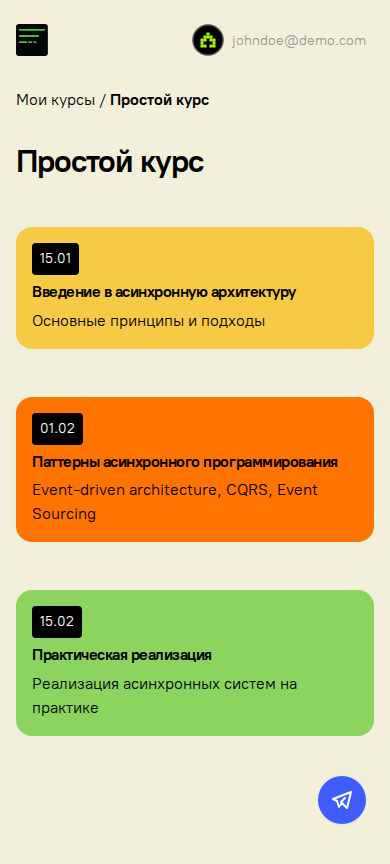 johndoe@demo.com
Мои курсы / Простой курс
Простой курс
15.01
Введение в асинхронную архитектуру
Основные принципы и подходы
01.02
Паттерны асинхронного программирования
Event-driven architecture, CQRS, Event
Sourcing
15.02
Практическая реализация
Реализация асинхронных систем на
практике